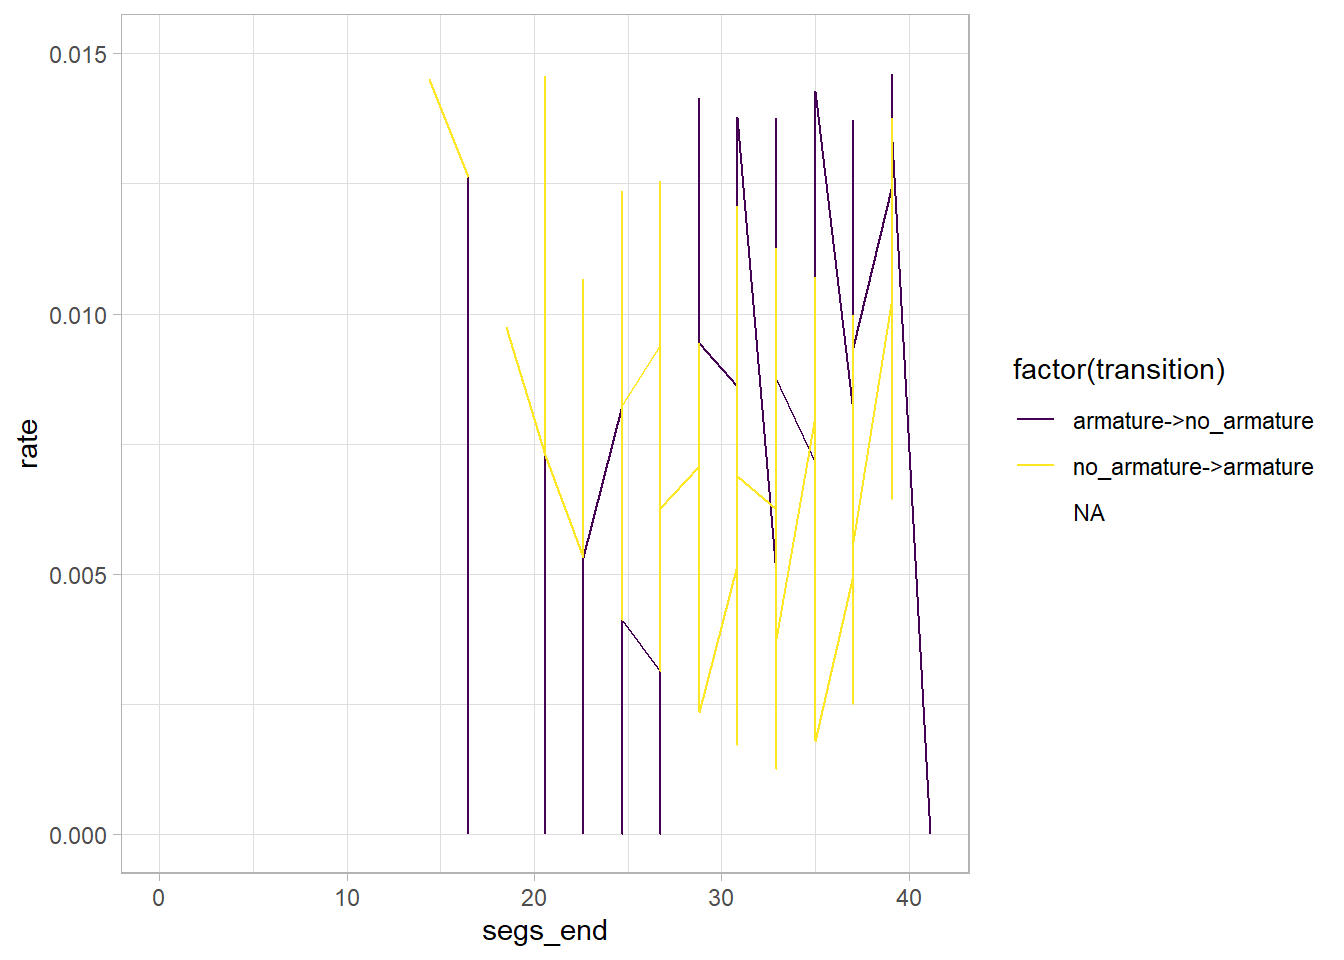 0.015
0.010
0.005
0.000
rate
0
10
20
30
40
segs_end
factor(transition)
armature->no_armature
no_armature->armature
NA